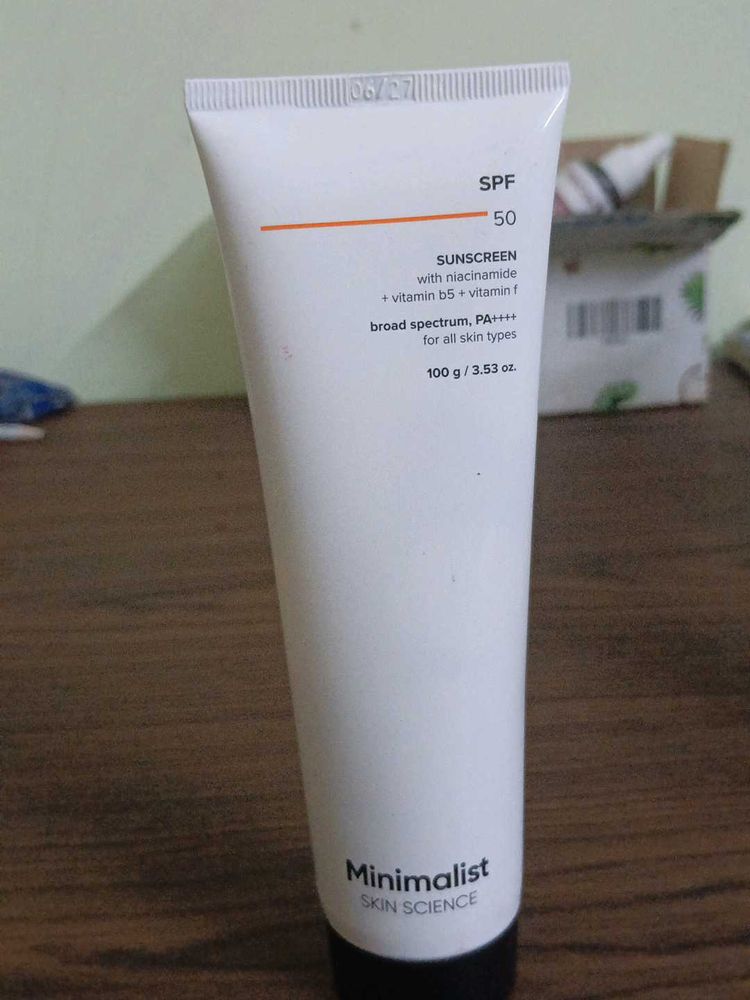 06/27
SPF
50
SUNSCREEN
with niacinamide
+ vitamin b5 + vitamin f
broad spectrum, PA++++
for all skin types
100 g / 3.53 oz.
Minimalist
SKIN SCIENCE